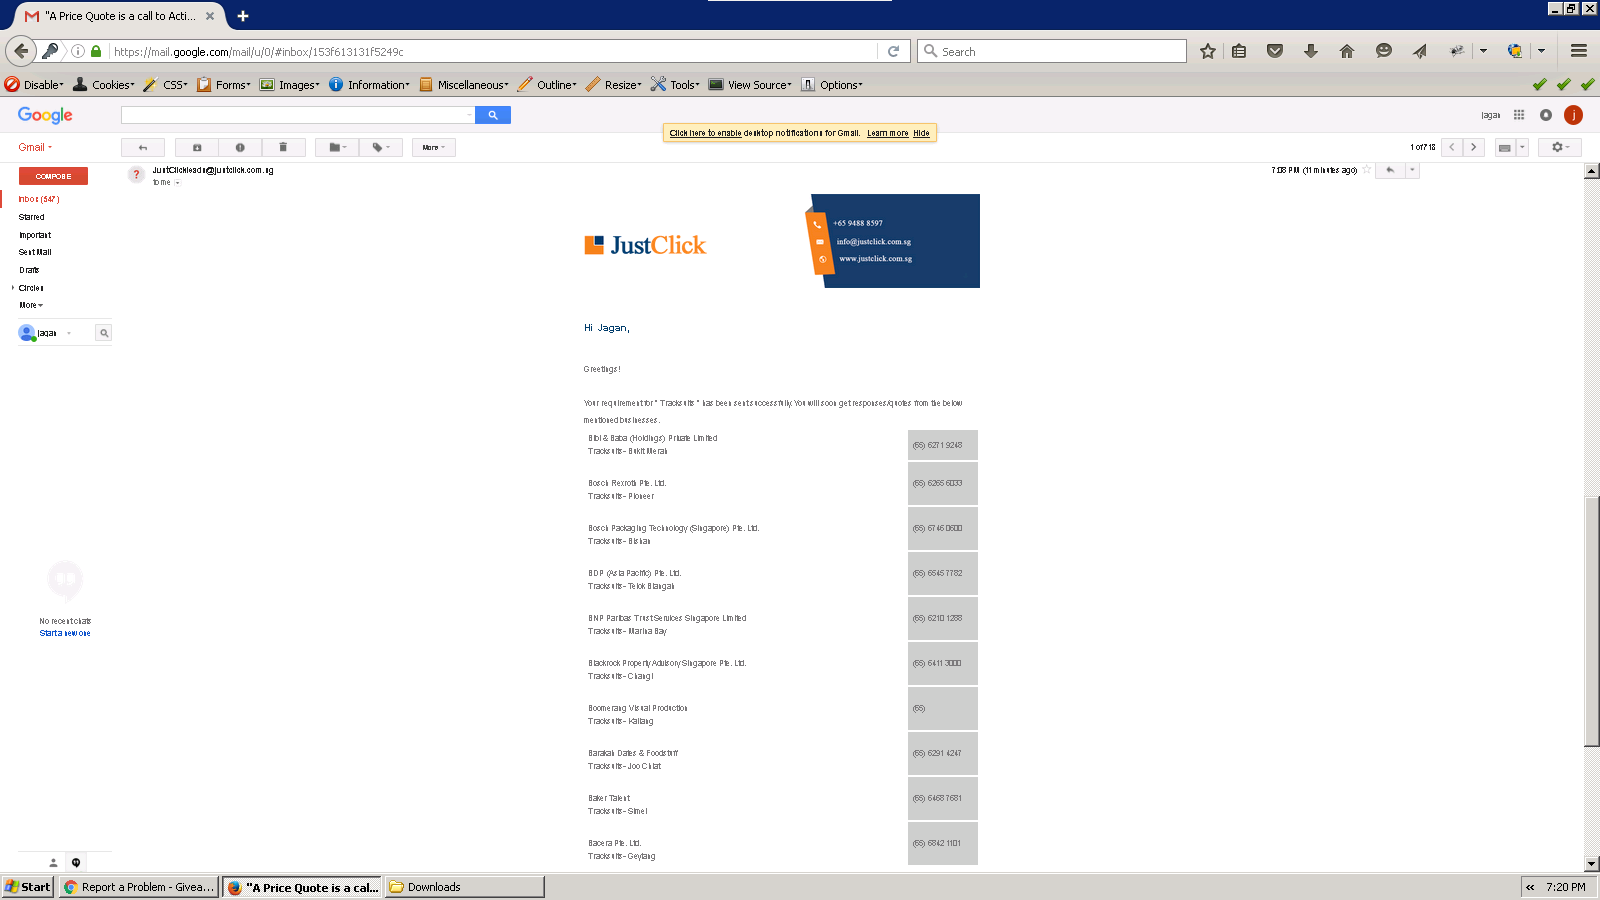 "A Price Quote is a call to Acti...
https://mail.google.com/mail/u/0/#inbox/153f613131f5249c
Search
Disable
Cookies
CSS
Forms
Images
Information
Miscellaneous
Outline
Resize
Tools
View Source
Options
Google
Click here to enable desktop notifications for Gmail. Learn more Hide
jagan
j
Gmail
More
1 of 718
COMPOSE
Inbox (547)
Starred
Important
Sent Mail
Drafts
Circles
More
jagan
No recent chats
Start a new one
?
JustClickleads@justclick.com.sg
to me
7:08 PM (11 minutes ago)
JustClick
+65 9488 8597
info@justclick.com.sg
www.justclick.com.sg
Hi Jagan,
Greetings!
Your requirement for " Tracksuits " has been sent successfully. You will soon get responses/quotes from the below
mentioned businesses.
Bibi & Baba (Holdings) Private Limited
Tracksuits - Bukit Merah
(65) 6271 9248
Bosch Rexroth Pte. Ltd.
Tracksuits - Pioneer
(65) 6265 6033
Bosch Packaging Technology (Singapore) Pte. Ltd.
Tracksuits - Bishan
(65) 6746 0600
BDP (Asia Pacific) Pte. Ltd.
Tracksuits - Telok Blangah
(65) 6545 7782
BNP Paribas Trust Services Singapore Limited
Tracksuits - Marina Bay
(65) 6210 1288
Blackrock Property Advisory Singapore Pte. Ltd.
Tracksuits - Changi
(65) 6411 3000
Boomerang Visual Production
Tracksuits - Kallang
(65)
Barakah Dates & Foodstuff
Tracksuits - Joo Chiat
(65) 6291 4247
Baker Talent
Tracksuits - Simei
(65) 6468 7681
Bacera Pte. Ltd.
Tracksuits - Geylang
(65) 6842 1101
Start
Report a Problem - Givea...
"A Price Quote is a cal...
Downloads
7:20 PM